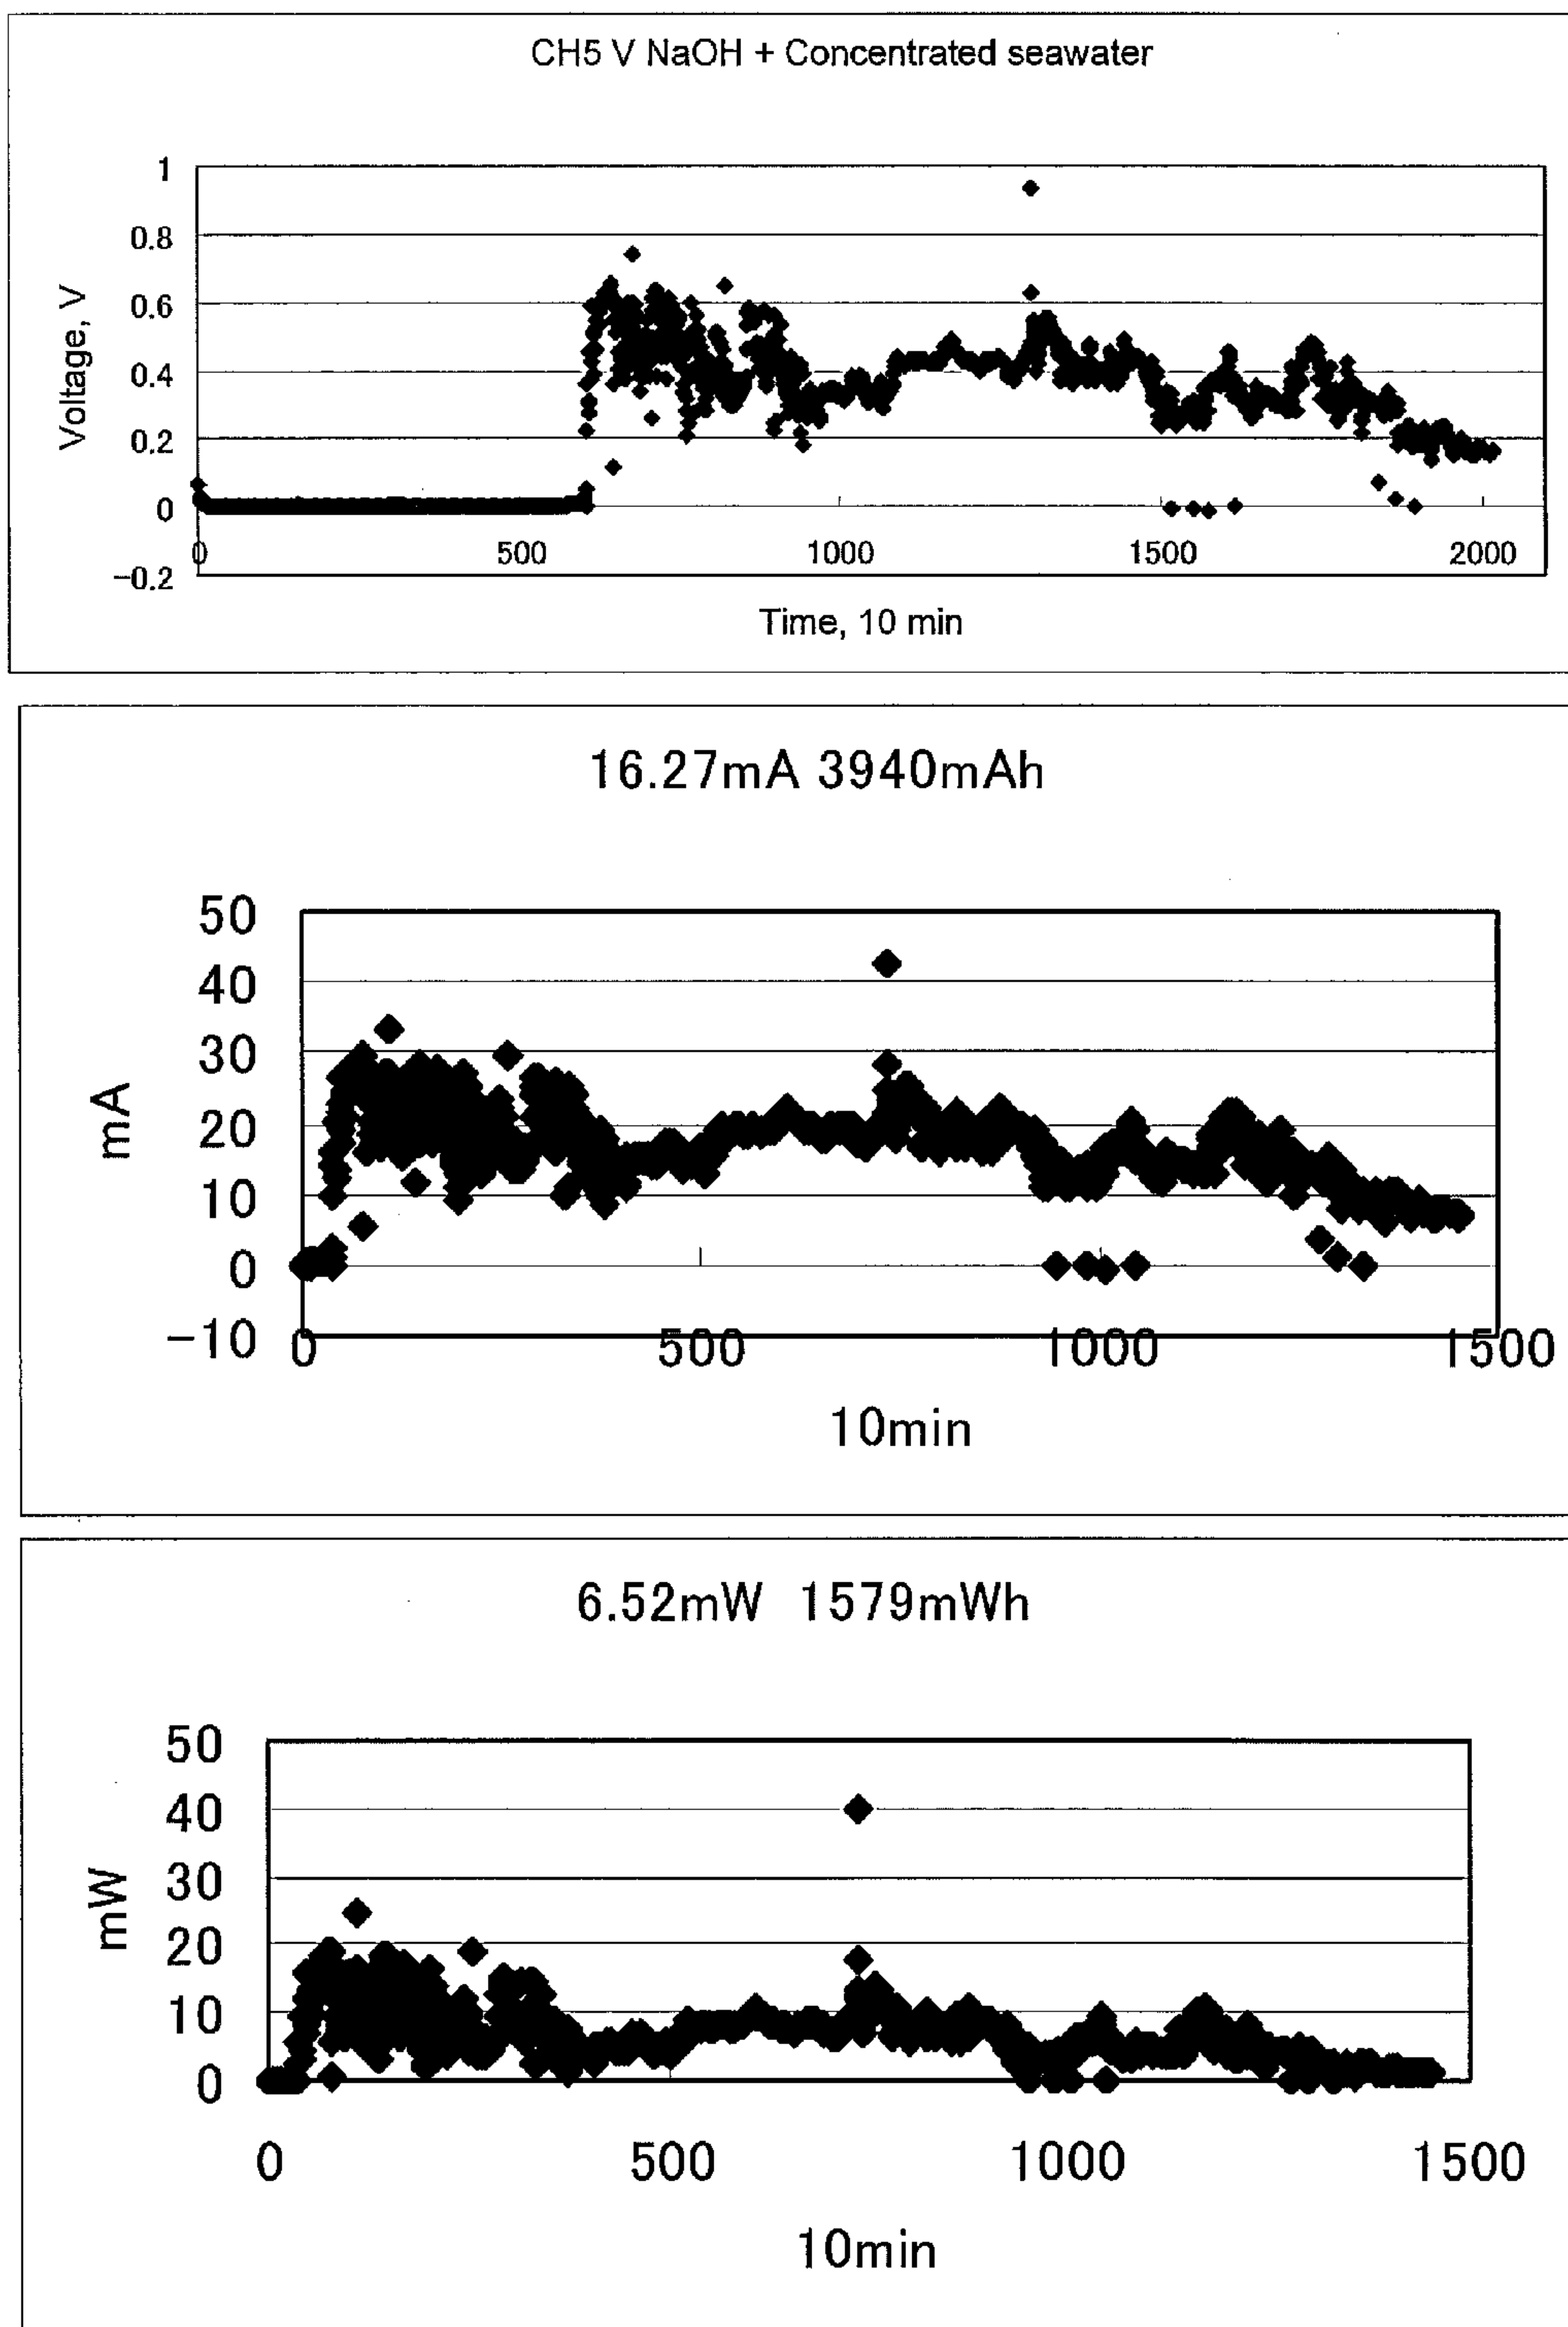 CH5 V NaOH + Concentrated seawater
1
0.8
0.6
0.4
0.2
0
−0.2
Voltage, V
0 500 1000 1500 2000
Time, 10 min
16.27mA 3940mAh
50
40
30
20
10
0
−10
mA
0 500 1000 1500
10min
6.52mW 1579mWh
50
40
30
20
10
0
mW
0 500 1000 1500
10min